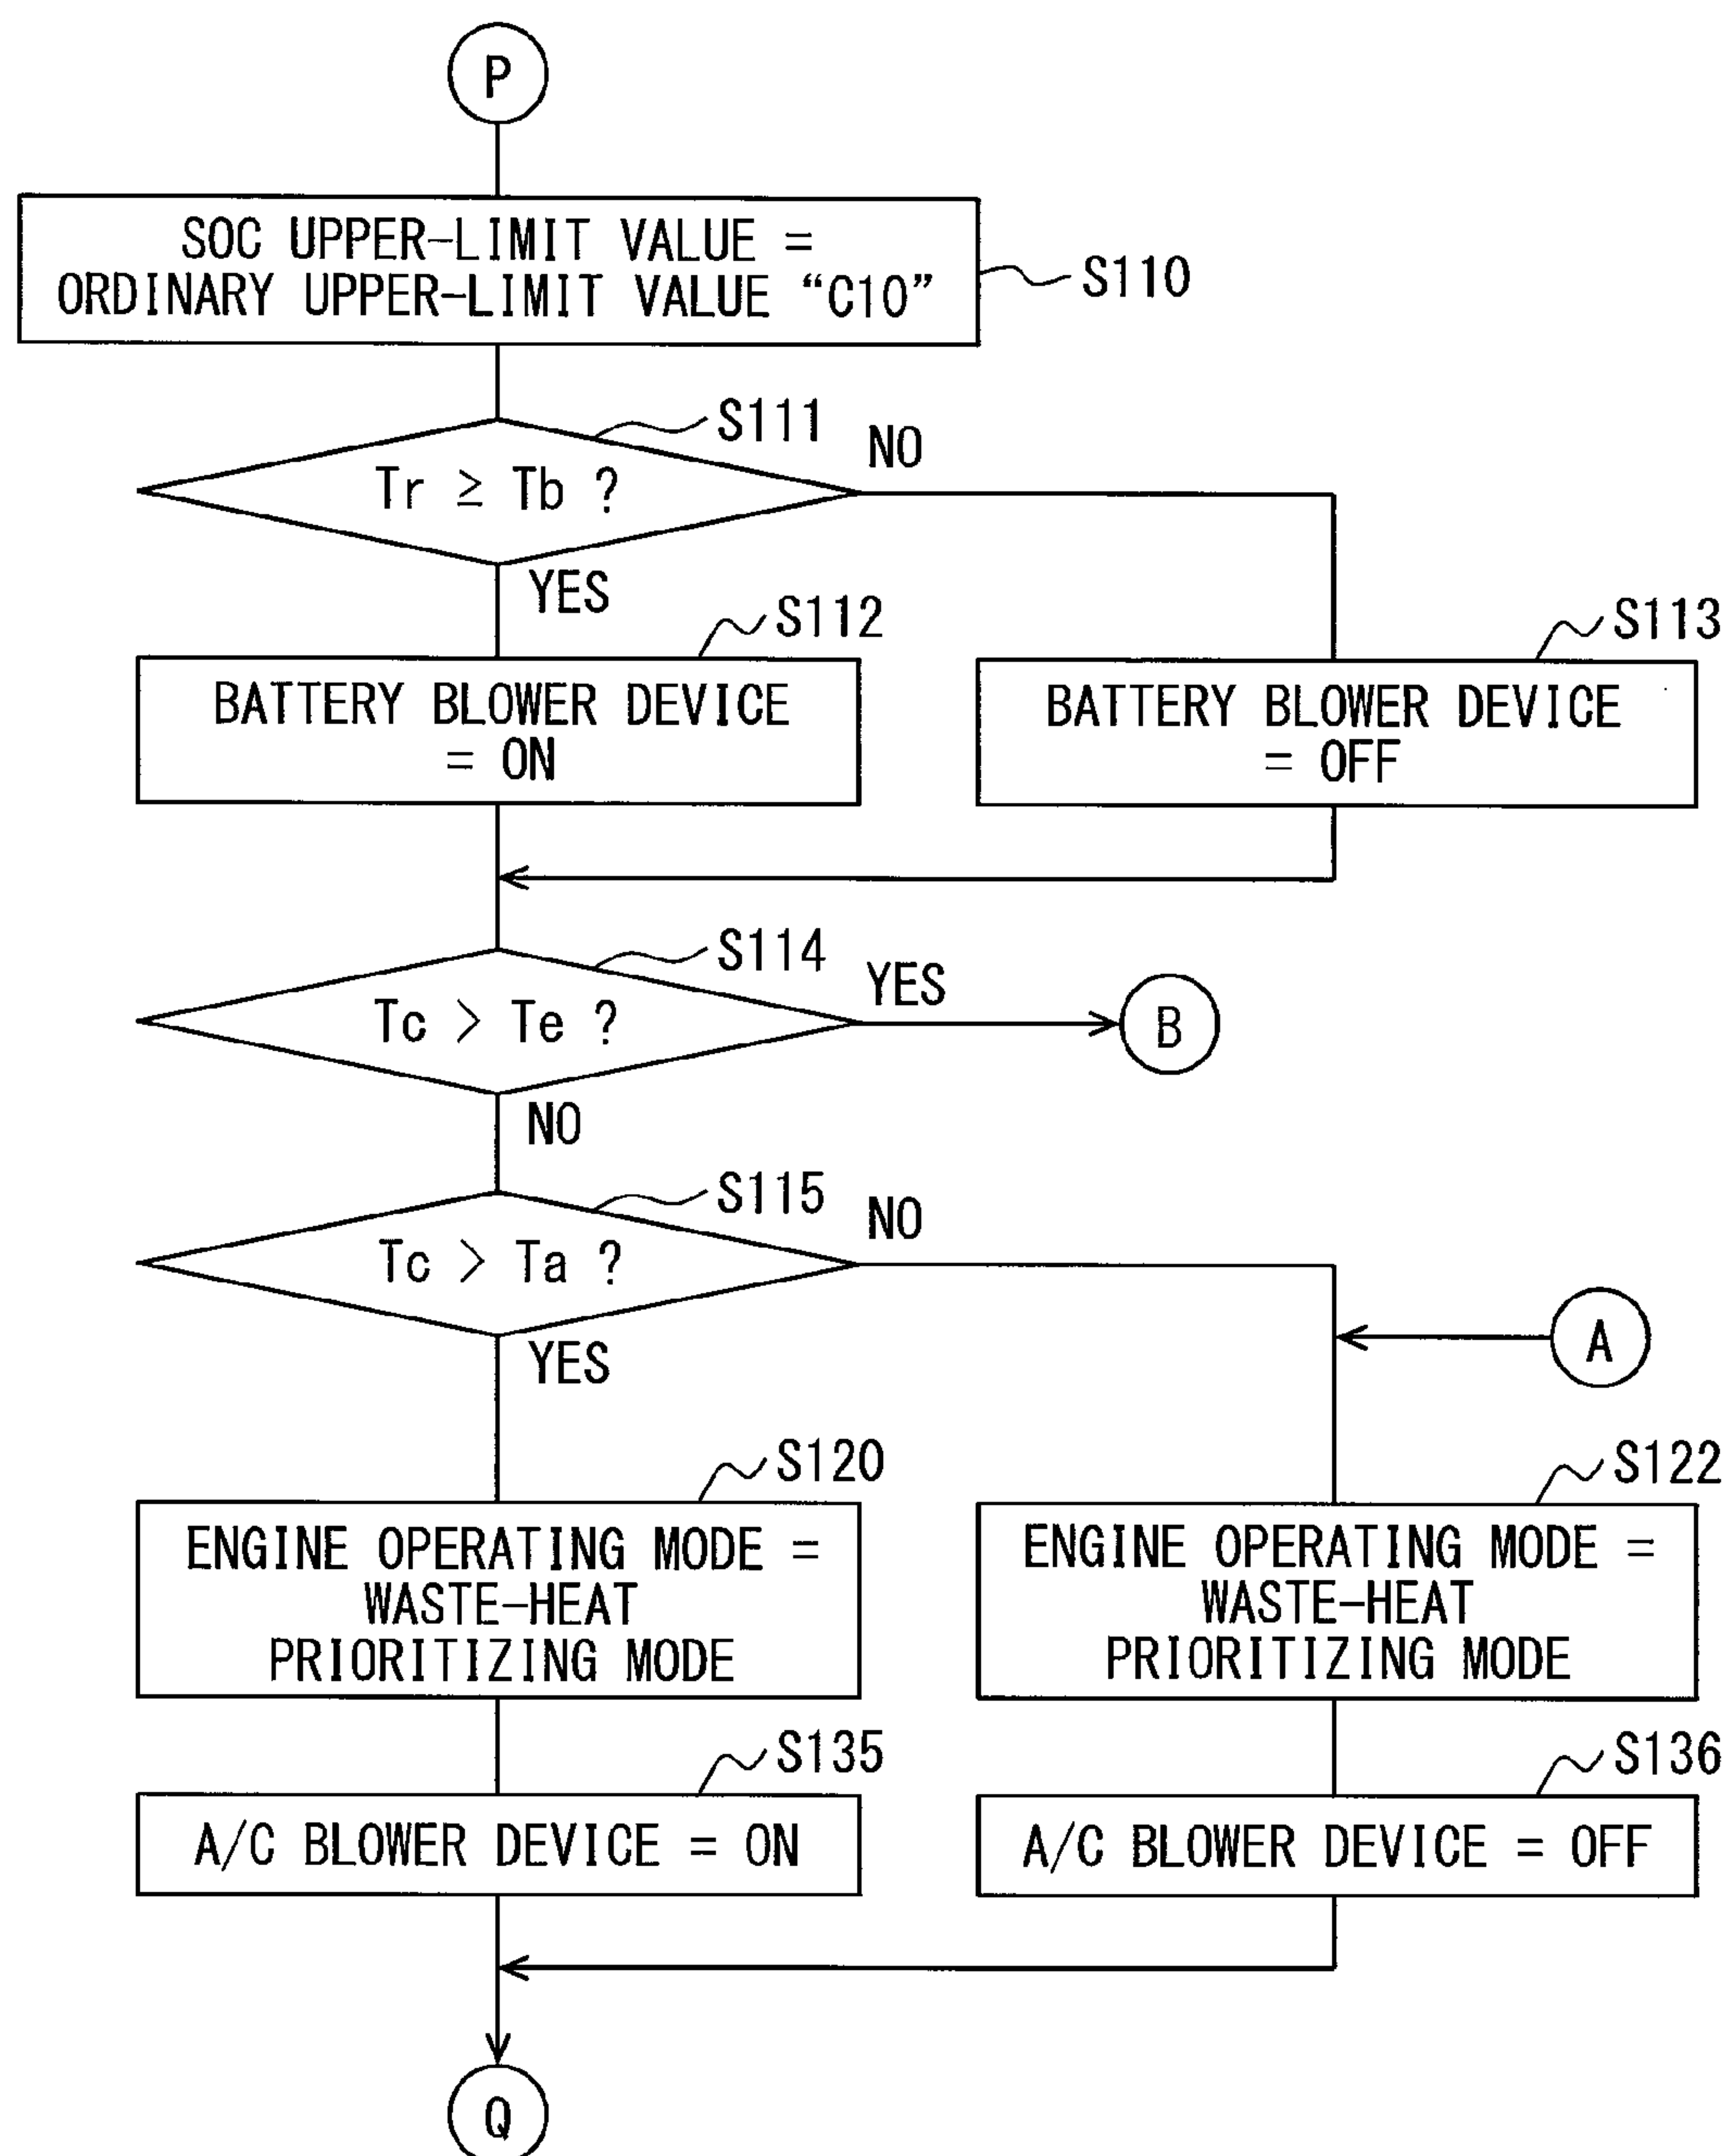 P
SOC UPPER-LIMIT VALUE =
ORDINARY UPPER-LIMIT VALUE “C10”
S110
S111
Tr ≥ Tb ?
NO
YES
S112
S113
BATTERY BLOWER DEVICE
= ON
BATTERY BLOWER DEVICE
= OFF
S114
Tc > Te ?
YES
B
NO
S115
Tc > Ta ?
NO
A
YES
S120
S122
ENGINE OPERATING MODE =
WASTE-HEAT
PRIORITIZING MODE
ENGINE OPERATING MODE =
WASTE-HEAT
PRIORITIZING MODE
S135
S136
A/C BLOWER DEVICE = ON
A/C BLOWER DEVICE = OFF
Q